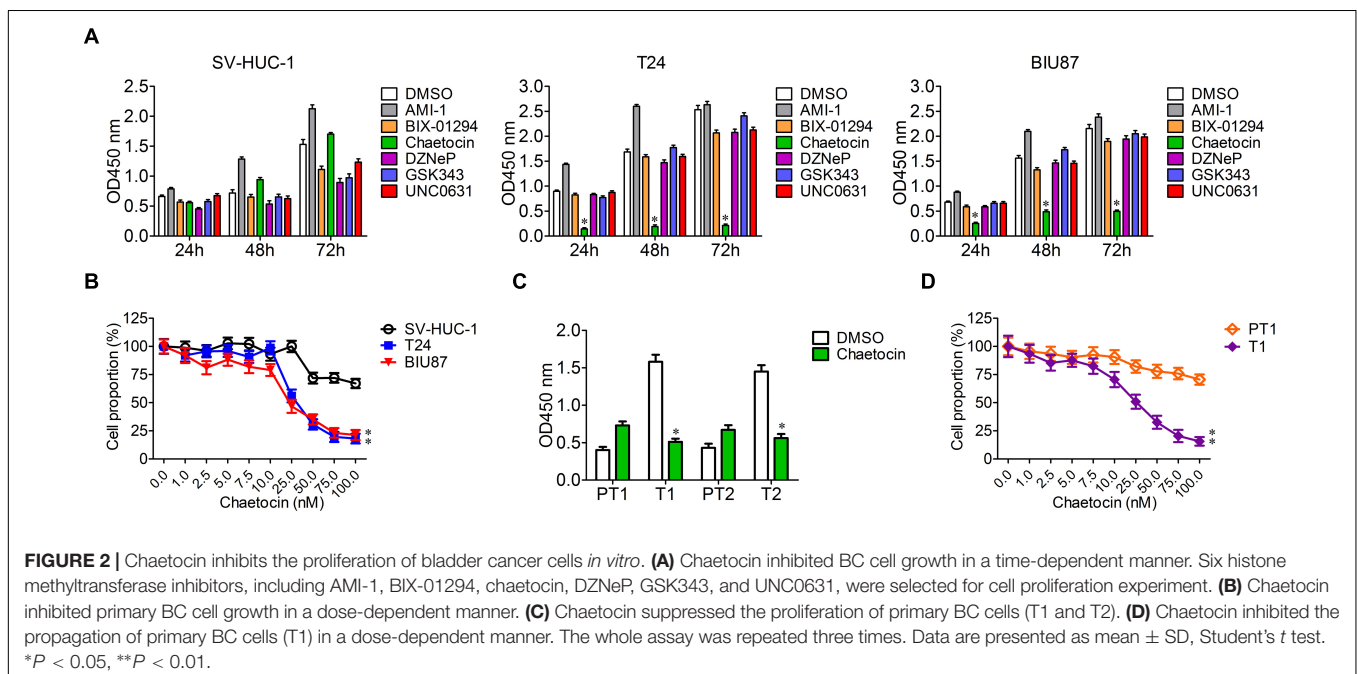 A
SV-HUC-1
T24
BIU87
OD450 nm
2.5
2.0
1.5
1.0
0.5
0.0
24h 48h 72h
DMSO
AMI-1
BIX-01294
Chaetocin
DZNeP
GSK343
UNC0631
OD450 nm
3.0
2.5
2.0
1.5
1.0
0.5
0.0
* * *
24h 48h 72h
DMSO
AMI-1
BIX-01294
Chaetocin
DZNeP
GSK343
UNC0631
OD450 nm
3.0
2.5
2.0
1.5
1.0
0.5
0.0
* * *
24h 48h 72h
DMSO
AMI-1
BIX-01294
Chaetocin
DZNeP
GSK343
UNC0631
B
Cell proportion (%)
125
100
75
50
25
0
0.0 1.0 2.5 5.0 7.5 10.0 25.0 50.0 75.0 100.0
Chaetocin (nM)
SV-HUC-1
T24
BIU87
**
C
OD450 nm
2.0
1.5
1.0
0.5
0.0
* *
PT1 T1 PT2 T2
DMSO
Chaetocin
D
Cell proportion (%)
125
100
75
50
25
0
0.0 1.0 2.5 5.0 7.5 10.0 25.0 50.0 75.0 100.0
Chaetocin (nM)
PT1
T1
**
FIGURE 2 | Chaetocin inhibits the proliferation of bladder cancer cells in vitro. (A) Chaetocin inhibited BC cell growth in a time-dependent manner. Six histone
methyltransferase inhibitors, including AMI-1, BIX-01294, chaetocin, DZNeP, GSK343, and UNC0631, were selected for cell proliferation experiment. (B) Chaetocin
inhibited primary BC cell growth in a dose-dependent manner. (C) Chaetocin suppressed the proliferation of primary BC cells (T1 and T2). (D) Chaetocin inhibited the
propagation of primary BC cells (T1) in a dose-dependent manner. The whole assay was repeated three times. Data are presented as mean ± SD, Student's t test.
*P < 0.05, **P < 0.01.